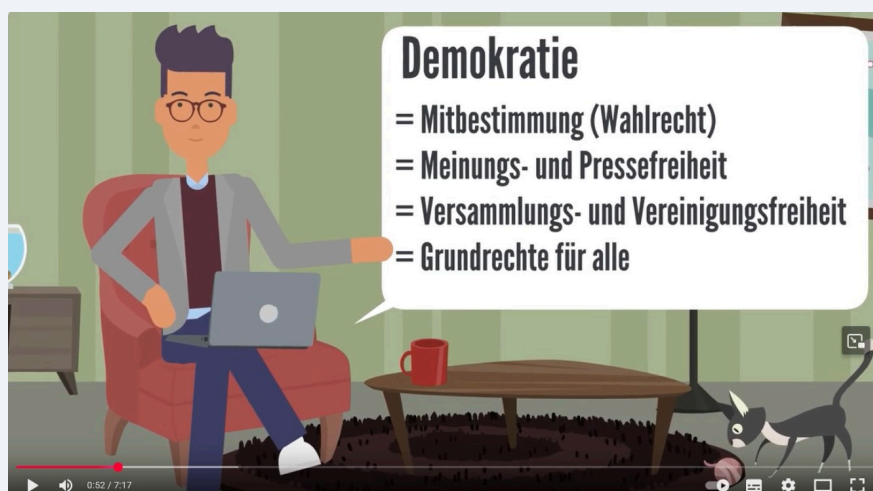 Demokratie
= Mitbestimmung (Wahlrecht)
= Meinungs- und Pressefreiheit
= Versammlungs- und Vereinigungsfreiheit
= Grundrechte für alle
0:52 / 7:17